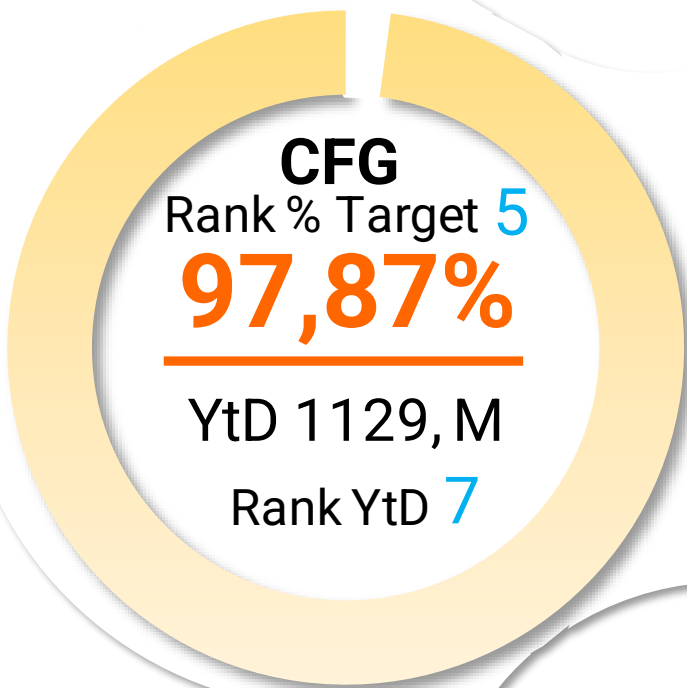 CFG
Rank % Target 5
97,87%
YtD 1129, M
Rank YtD 7